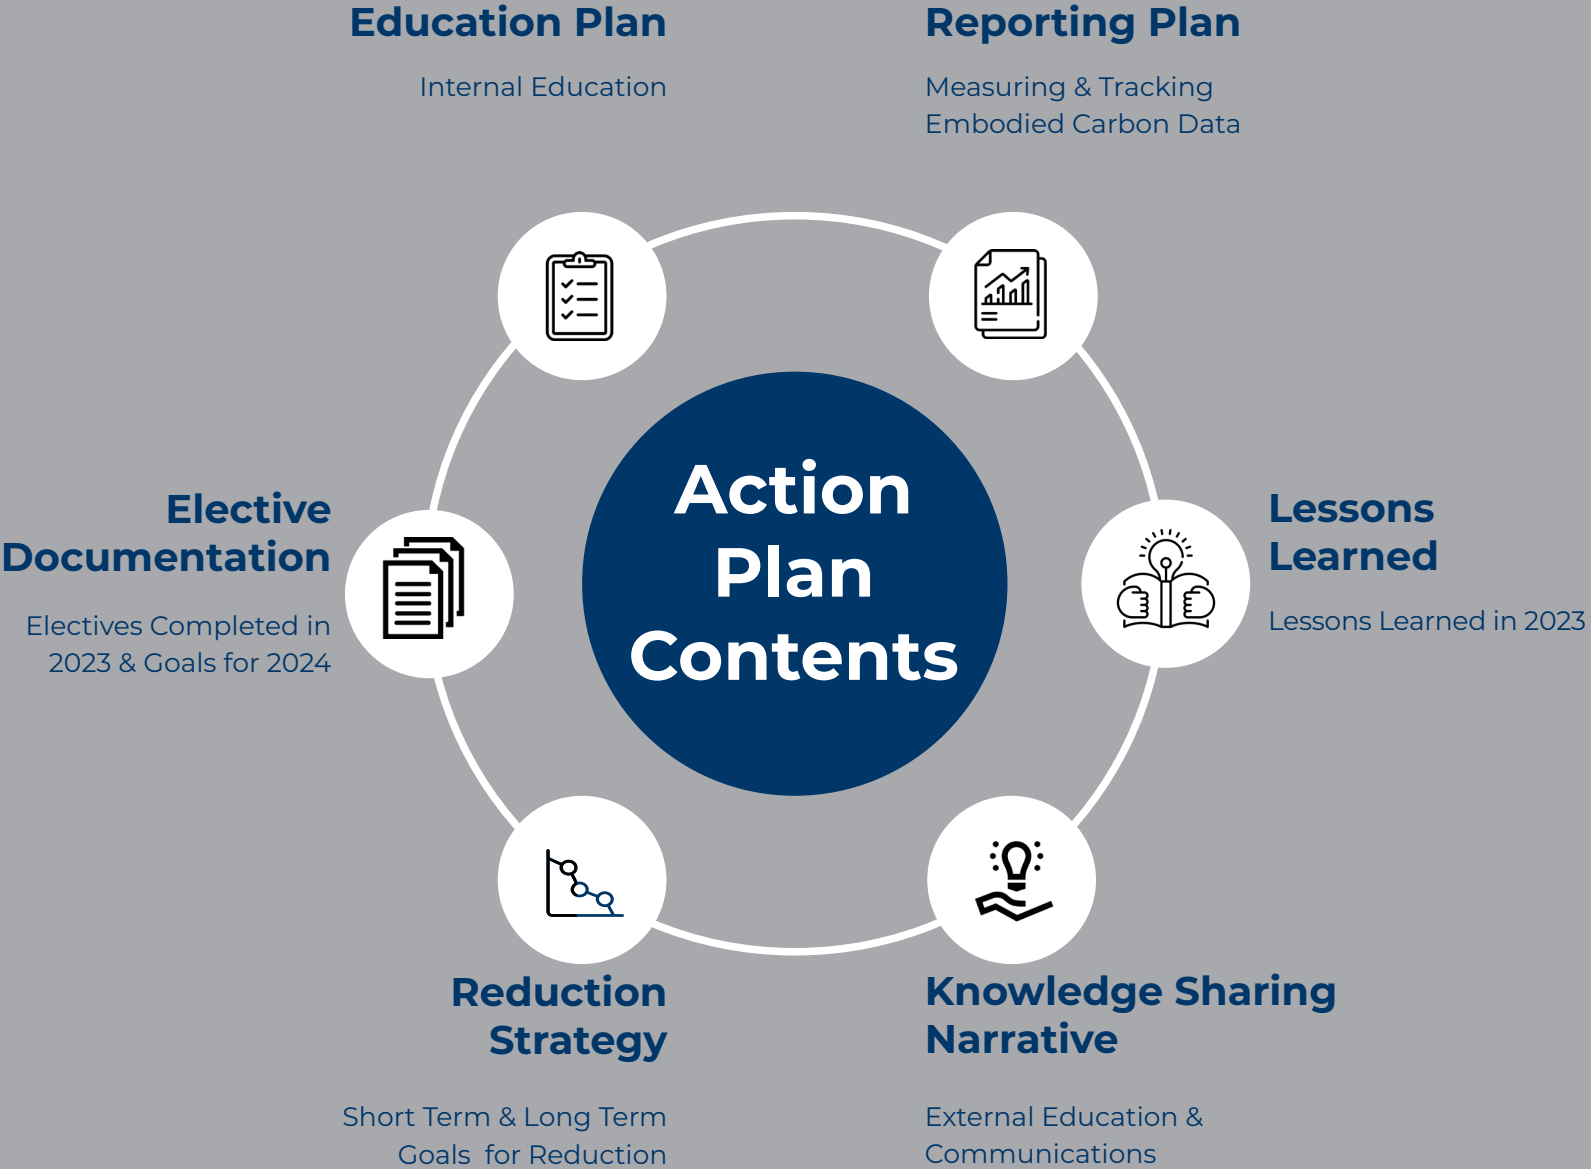 Education Plan
Internal Education
Reporting Plan
Measuring & Tracking
Embodied Carbon Data
Action
Plan
Contents
Elective
Documentation
Electives Completed in
2023 & Goals for 2024
Lessons
Learned
Lessons Learned in 2023
Reduction
Strategy
Short Term & Long Term
Goals for Reduction
Knowledge Sharing
Narrative
External Education &
Communications